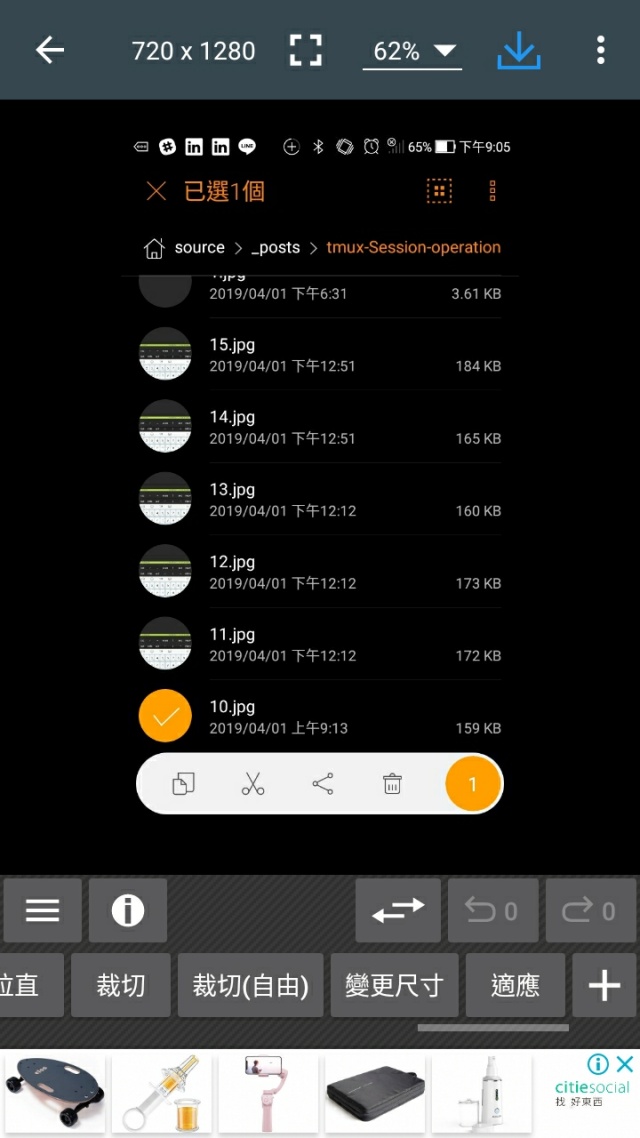 720 x 1280 62%
in in LINE 65% 下午9:05
已選1個
source > _posts > tmux-Session-operation
2019/04/01 下午6:31 3.61 KB
15.jpg
2019/04/01 下午12:51 184 KB
14.jpg
2019/04/01 下午12:51 165 KB
13.jpg
2019/04/01 下午12:12 160 KB
12.jpg
2019/04/01 下午12:12 173 KB
11.jpg
2019/04/01 下午12:12 172 KB
10.jpg
2019/04/01 上午9:13 159 KB
1
0 0
拉直 裁切 裁切(自由) 變更尺寸 適應
citiesocial
找 好東西